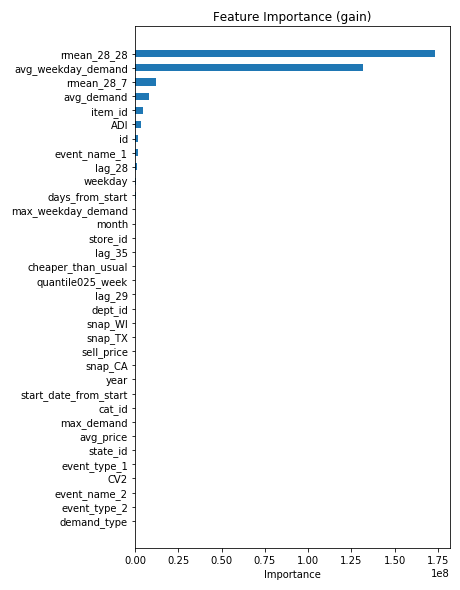 Feature Importance (gain)
rmean_28_28
avg_weekday_demand
rmean_28_7
avg_demand
item_id
ADI
id
event_name_1
lag_28
weekday
days_from_start
max_weekday_demand
month
store_id
lag_35
cheaper_than_usual
quantile025_week
lag_29
dept_id
snap_WI
snap_TX
sell_price
snap_CA
year
start_date_from_start
cat_id
max_demand
avg_price
state_id
event_type_1
CV2
event_name_2
event_type_2
demand_type
0.00 0.25 0.50 0.75 1.00 1.25 1.50 1.75
1e8
Importance